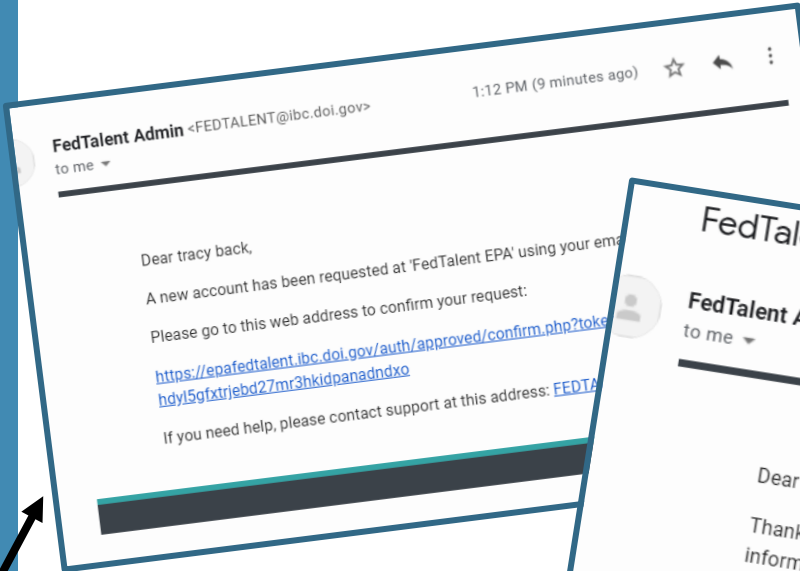 FedTalent Admin <FEDTALENT@ibc.doi.gov>
1:12 PM (9 minutes ago)
to me
Dear tracy back,
A new account has been requested at 'FedTalent EPA' using your
Please go to this web address to confirm your request:
https://epafedtalent.ibc.doi.gov/auth/approved/confirm.php?toke
hdyl5gfxtrjebd27mr3hkidpanadndxo
If you need help, please contact support at this address: FEDTA
FedTal
FedTalent A
to me
Dear
Thank
inform